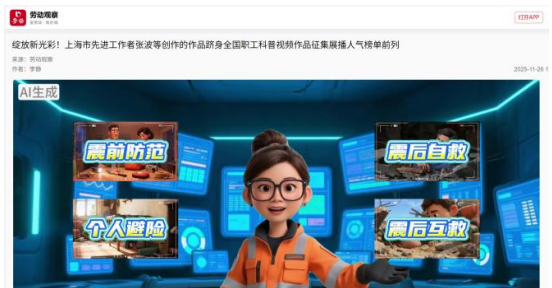 劳动观察
打开APP
绽放新光彩！上海市先进工作者张波等创作的作品跻身全国职工科普视频作品征集展播人气榜单前列
来源：劳动观察
作者：李静
2025-11-26 1
AI生成
震前防范
震后自救
个人避险
震后互救